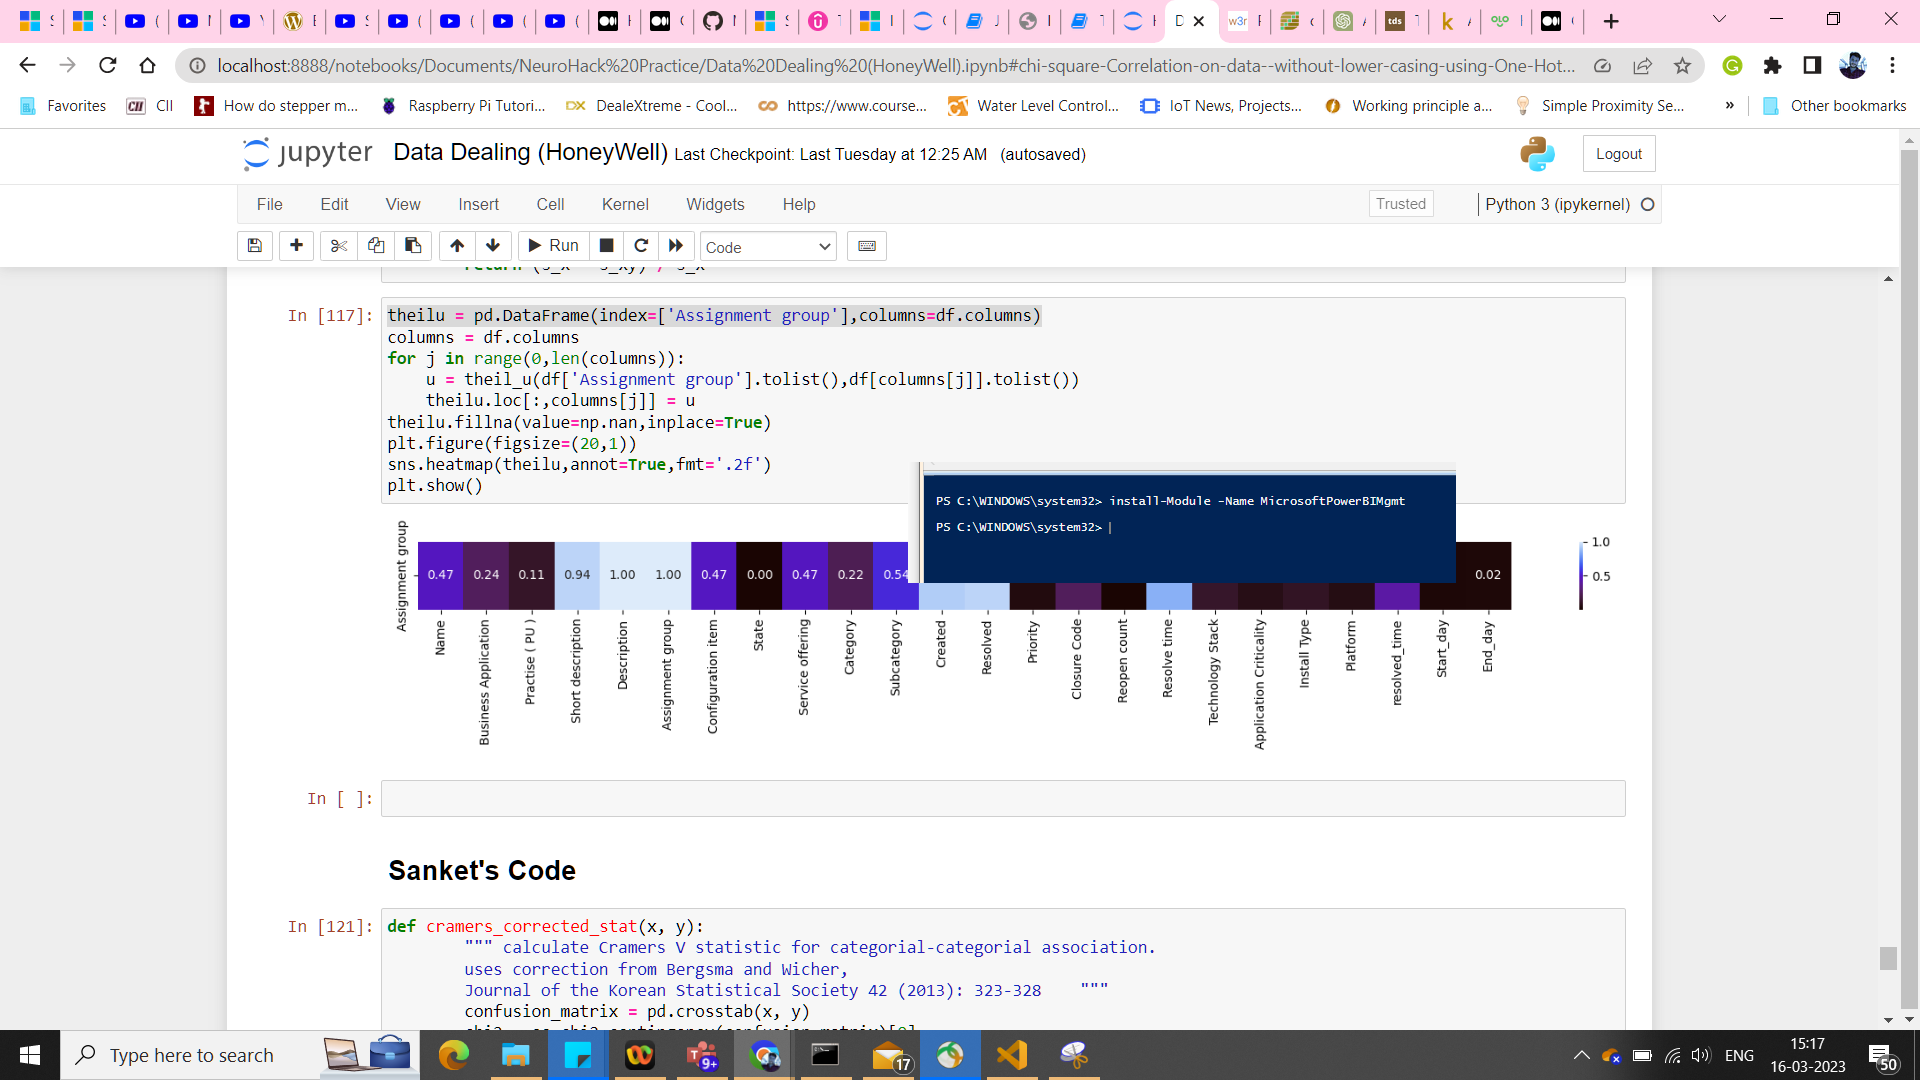 localhost:8888/notebooks/Documents/NeuroHack%20Practice/Data%20Dealing%20(HoneyWell).ipynb#chi-square-Correlation-on-data--without-lower-casing-using-One-Hot...
Favorites CII How do stepper m... Raspberry Pi Tutori... DX DealeXtreme - Cool... https://www.course... Water Level Control... IoT News, Projects... Working principle a... Simple Proximity Se... » Other bookmarks
jupyter Data Dealing (HoneyWell) Last Checkpoint: Last Tuesday at 12:25 AM (autosaved) Logout
File Edit View Insert Cell Kernel Widgets Help Trusted Python 3 (ipykernel)
Run Code
In [117]:
theilu = pd.DataFrame(index=['Assignment group'],columns=df.columns)
columns = df.columns
for j in range(0,len(columns)):
    u = theil_u(df['Assignment group'].tolist(),df[columns[j]].tolist())
    theilu.loc[:,columns[j]] = u
theilu.fillna(value=np.nan,inplace=True)
plt.figure(figsize=(20,1))
sns.heatmap(theilu,annot=True,fmt='.2f')
plt.show()
PS C:\WINDOWS\system32> install-Module -Name MicrosoftPowerBIMgmt
PS C:\WINDOWS\system32>
Assignment group
0.47 0.24 0.11 0.94 1.00 1.00 0.47 0.00 0.47 0.22 0.54 0.02
1.0
0.5
Name
Business Application
Practise ( PU )
Short description
Description
Assignment group
Configuration item
State
Service offering
Category
Subcategory
Created
Resolved
Priority
Closure Code
Reopen count
Resolve time
Technology Stack
Application Criticality
Install Type
Platform
resolved_time
Start_day
End_day
In [ ]:
Sanket's Code
In [121]:
def cramers_corrected_stat(x, y):
        """ calculate Cramers V statistic for categorial-categorial association.
        uses correction from Bergsma and Wicher,
        Journal of the Korean Statistical Society 42 (2013): 323-328    """
        confusion_matrix = pd.crosstab(x, y)
Type here to search 9+ 17 ENG 15:17
16-03-2023 50